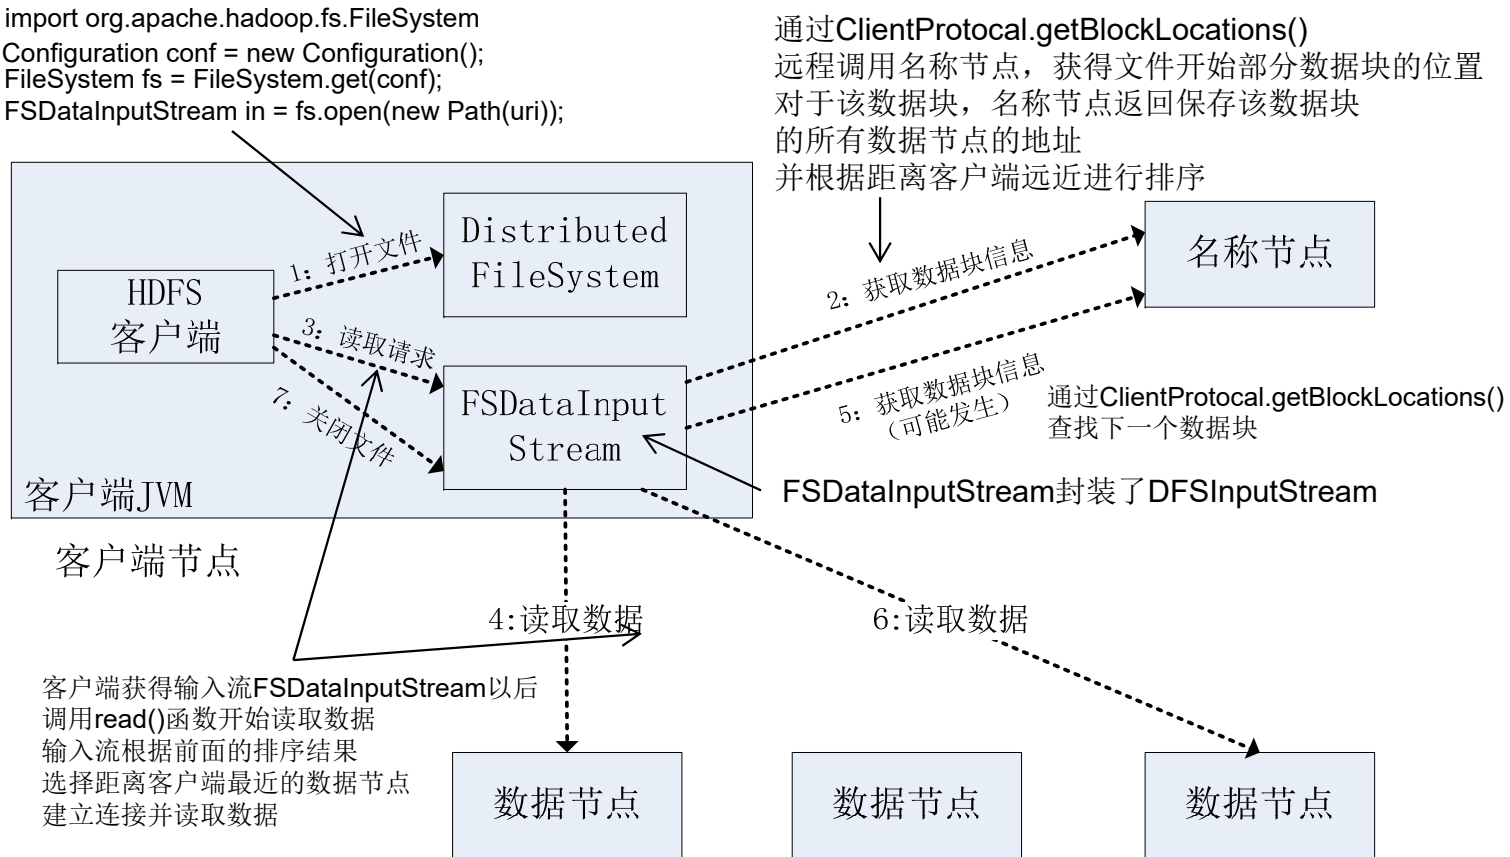 import org.apache.hadoop.fs.FileSystem
Configuration conf = new Configuration();
FileSystem fs = FileSystem.get(conf);
FSDataInputStream in = fs.open(new Path(uri));
通过ClientProtocal.getBlockLocations()
远程调用名称节点，获得文件开始部分数据块的位置
对于该数据块，名称节点返回保存该数据块
的所有数据节点的地址
并根据距离客户端远近进行排序
HDFS
客户端
1: 打开文件
Distributed
FileSystem
2: 获取数据块信息
名称节点
3: 读取请求
FSDataInput
Stream
5: 获取数据块信息
（可能发生）
通过ClientProtocal.getBlockLocations()
查找下一个数据块
7: 关闭文件
客户端JVM
FSDataInputStream封装了DFSInputStream
客户端节点
4:读取数据
6:读取数据
客户端获得输入流FSDataInputStream以后
调用read()函数开始读取数据
输入流根据前面的排序结果
选择距离客户端最近的数据节点
建立连接并读取数据
数据节点
数据节点
数据节点